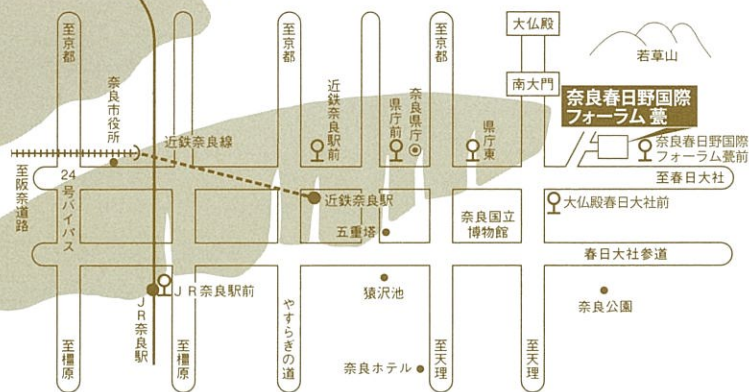 至京都
至京都
至京都
大仏殿
若草山
南大門
奈良春日野国際
フォーラム 甍
奈良市役所
近鉄奈良線
近鉄奈良駅前
県庁前
奈良県庁
県庁東
奈良春日野国際
フォーラム甍前
至阪奈道路
24号バイパス
至春日大社
近鉄奈良駅
大仏殿春日大社前
五重塔
奈良国立
博物館
春日大社参道
JR奈良駅前
猿沢池
奈良公園
JR奈良駅
至橿原
至橿原
やすらぎの道
奈良ホテル
至天理
至天理